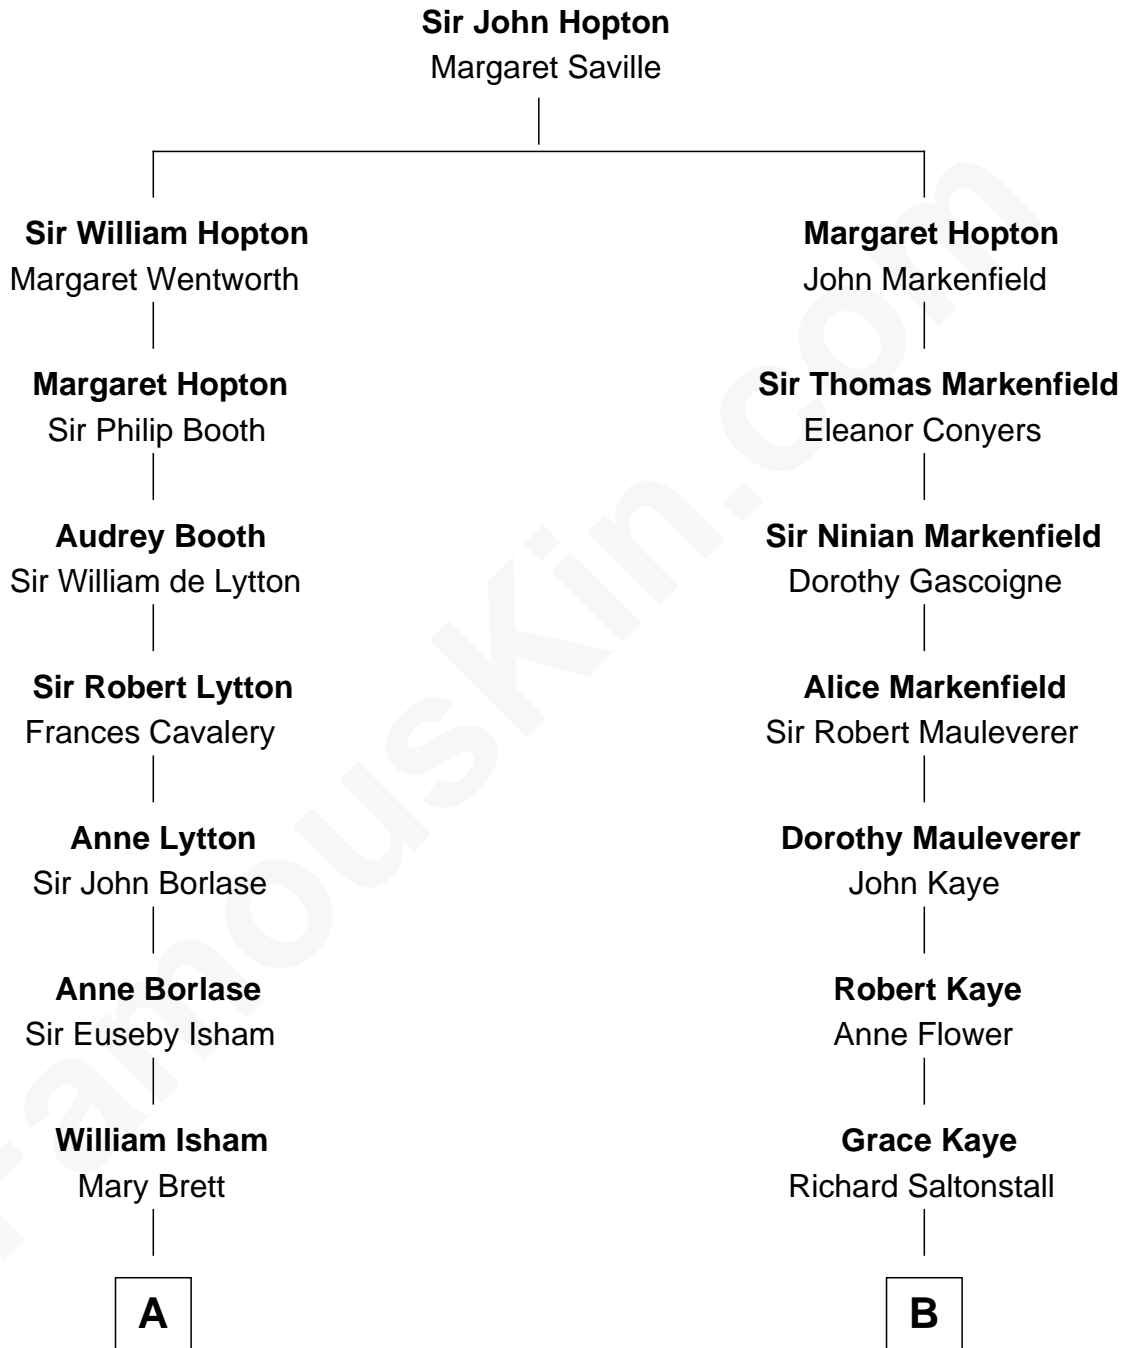 Sir John Hopton
Margaret Saville
Sir William Hopton
Margaret Wentworth
Margaret Hopton
John Markenfield
Margaret Hopton
Sir Philip Booth
Sir Thomas Markenfield
Eleanor Conyers
Audrey Booth
Sir William de Lytton
Sir Ninian Markenfield
Dorothy Gascoigne
Sir Robert Lytton
Frances Cavalery
Alice Markenfield
Sir Robert Mauleverer
Anne Lytton
Sir John Borlase
Dorothy Mauleverer
John Kaye
Anne Borlase
Sir Euseby Isham
Robert Kaye
Anne Flower
William Isham
Mary Brett
Grace Kaye
Richard Saltonstall
A
B
FamousKin.com